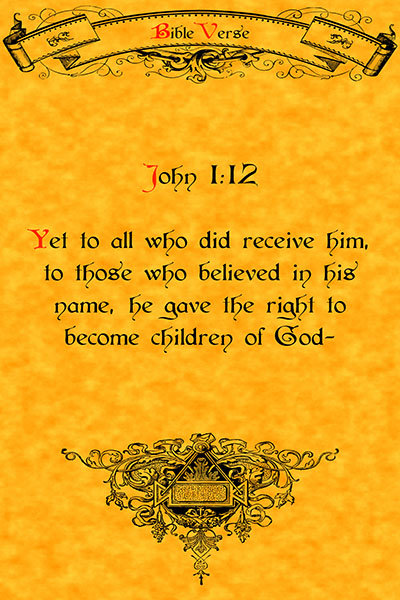 Bible Verse
John 1:12
Yet to all who did receive him,
to those who believed in his
name, he gave the right to
become children of God-